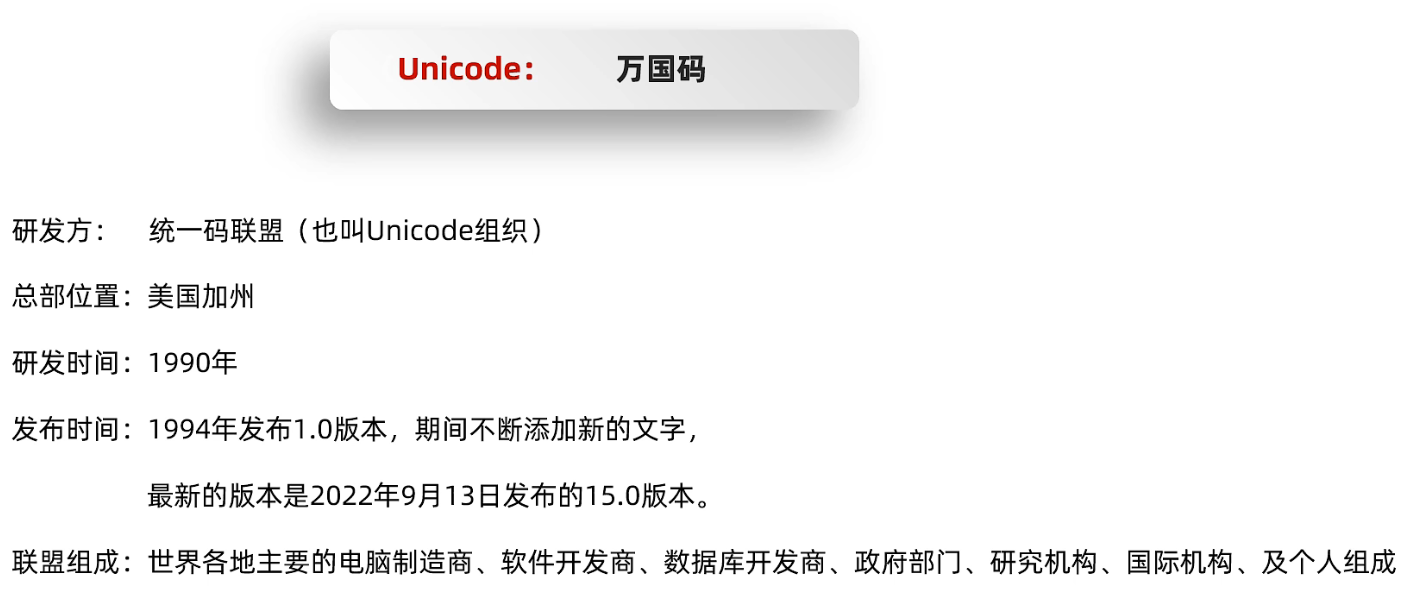 Unicode： 万国码
研发方： 统一码联盟（也叫Unicode组织）
总部位置：美国加州
研发时间：1990年
发布时间：1994年发布1.0版本，期间不断添加新的文字，
最新的版本是2022年9月13日发布的15.0版本。
联盟组成：世界各地主要的电脑制造商、软件开发商、数据库开发商、政府部门、研究机构、国际机构、及个人组成